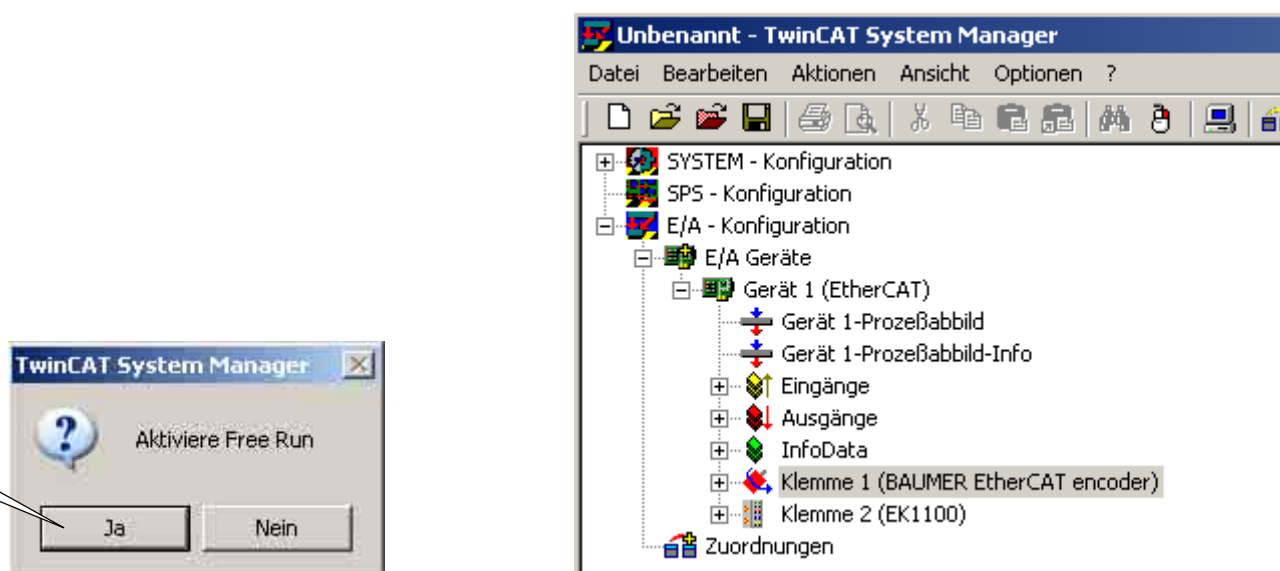 TwinCAT System Manager
Aktiviere Free Run
Ja
Nein
Unbenannt - TwinCAT System Manager
Datei Bearbeiten Aktionen Ansicht Optionen ?
SYSTEM - Konfiguration
SPS - Konfiguration
E/A - Konfiguration
E/A Geräte
Gerät 1 (EtherCAT)
Gerät 1-Prozeßabbild
Gerät 1-Prozeßabbild-Info
Eingänge
Ausgänge
InfoData
Klemme 1 (BAUMER EtherCAT encoder)
Klemme 2 (EK1100)
Zuordnungen